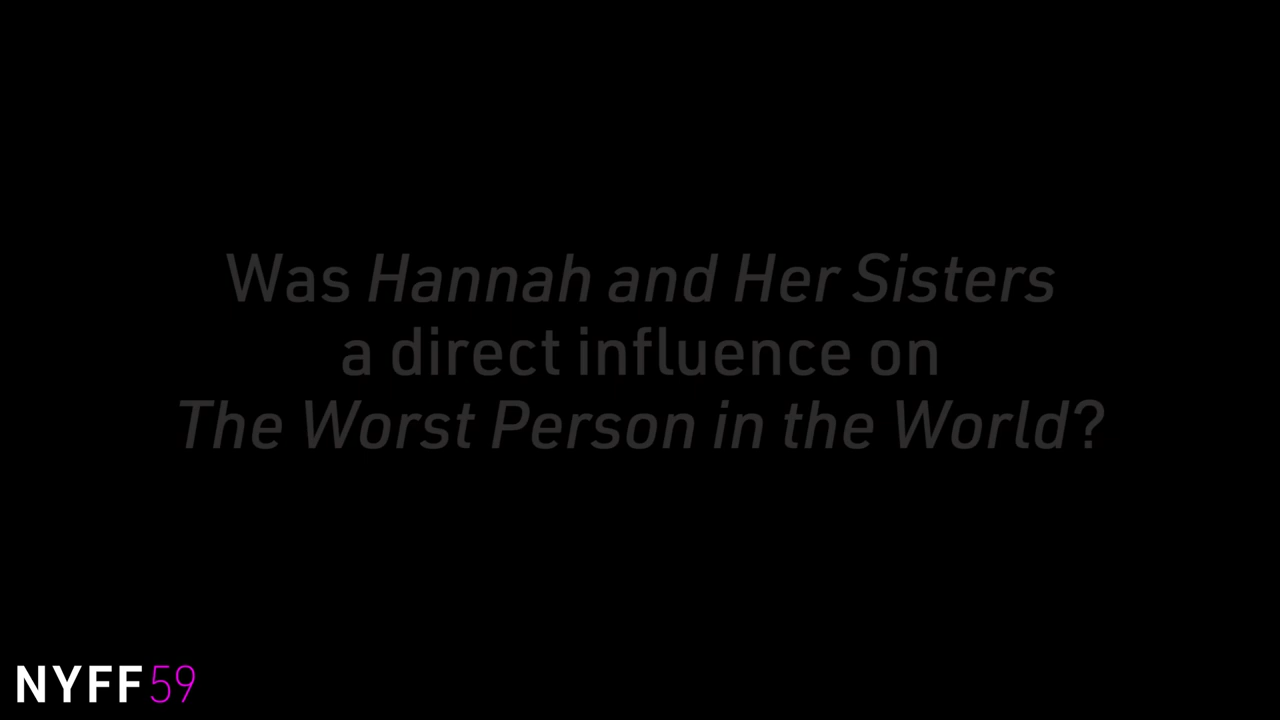 Was Hannah and Her Sisters
a direct influence on
The Worst Person in the World?
NYFF59